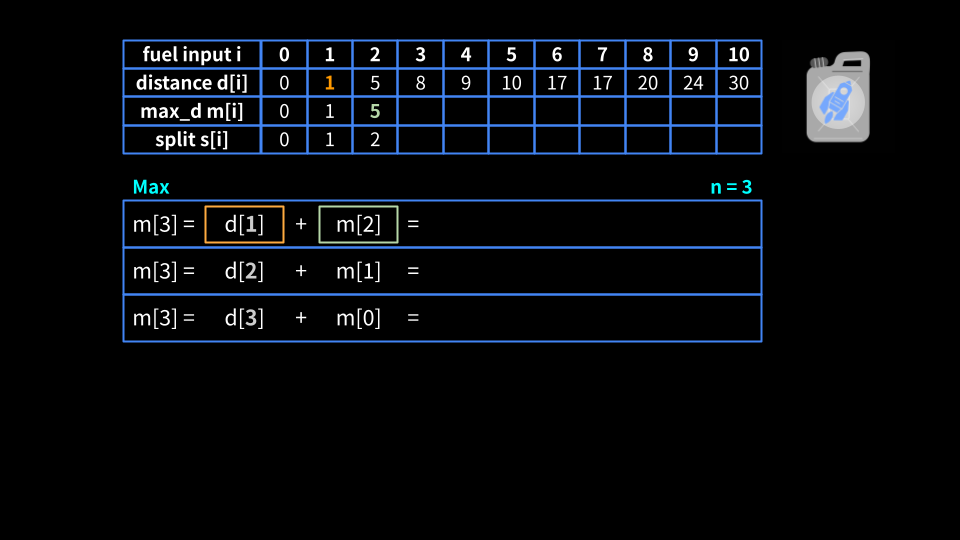 fuel input i 0 1 2 3 4 5 6 7 8 9 10
distance d[i] 0 1 5 8 9 10 17 17 20 24 30
max_d m[i] 0 1 5
split s[i] 0 1 2
Max n = 3
m[3] = d[1] + m[2] =
m[3] = d[2] + m[1] =
m[3] = d[3] + m[0] =